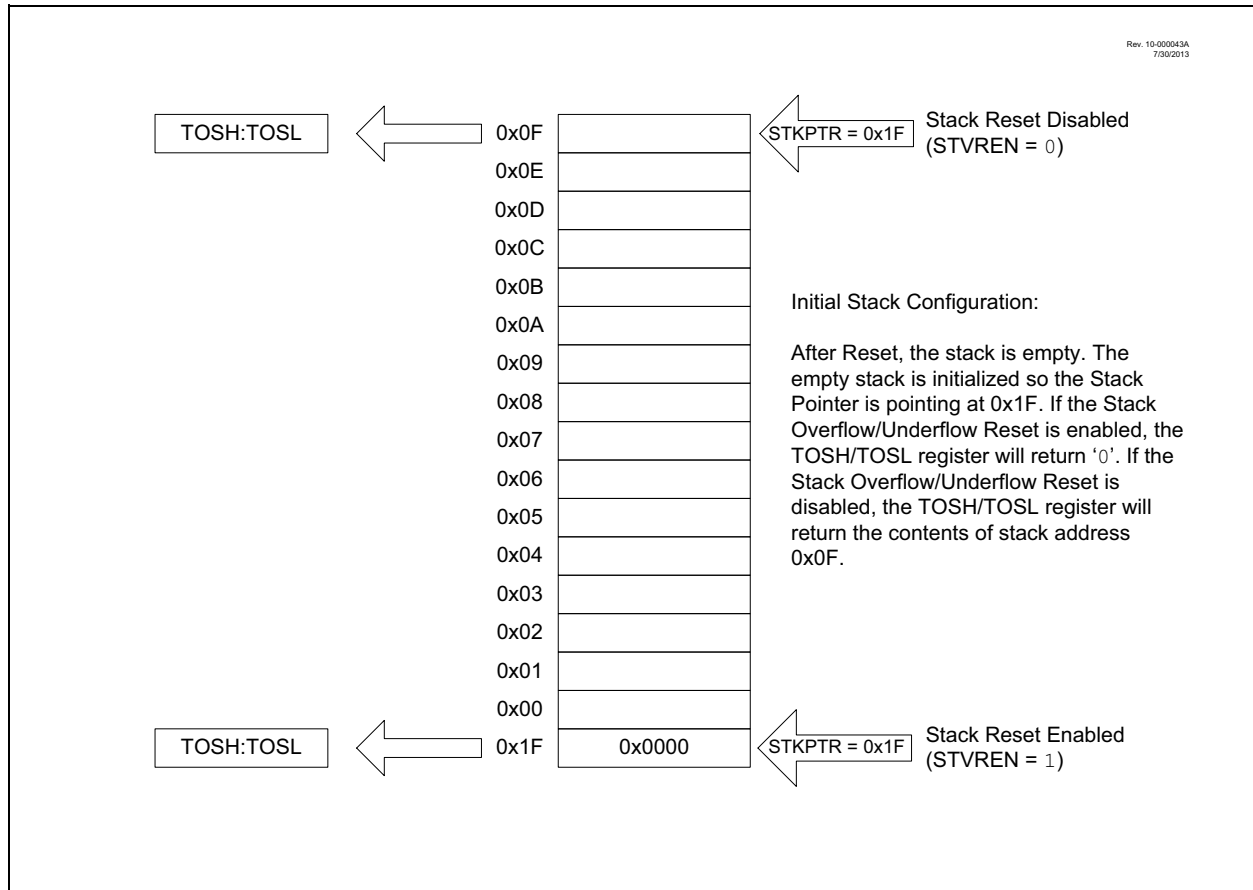 Rev. 10-000043A
7/30/2013
TOSH:TOSL
0x0F
STKPTR = 0x1F
Stack Reset Disabled
(STVREN = 0)
0x0E
0x0D
0x0C
0x0B
0x0A
0x09
0x08
0x07
0x06
0x05
0x04
0x03
0x02
0x01
0x00
Initial Stack Configuration:
After Reset, the stack is empty. The
empty stack is initialized so the Stack
Pointer is pointing at 0x1F. If the Stack
Overflow/Underflow Reset is enabled, the
TOSH/TOSL register will return ‘0’. If the
Stack Overflow/Underflow Reset is
disabled, the TOSH/TOSL register will
return the contents of stack address
0x0F.
TOSH:TOSL
0x1F
0x0000
STKPTR = 0x1F
Stack Reset Enabled
(STVREN = 1)